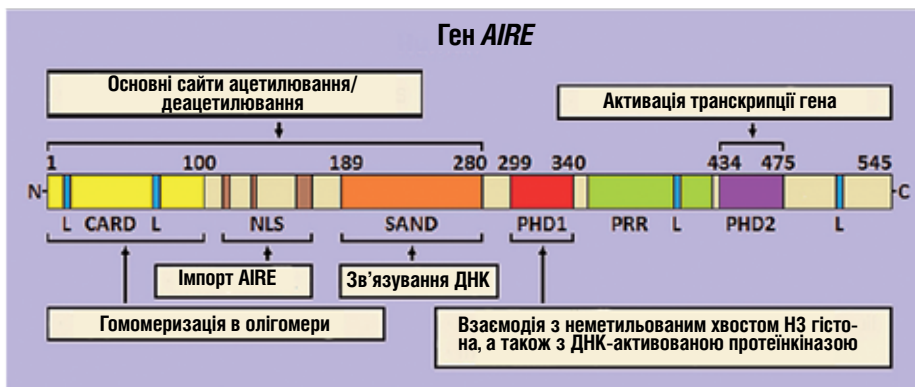 Ген AIRE
Основні сайти ацетилювання/
деацетилювання
Активація транскрипції гена
1 100 189 280 299 340 434 475 545
N C
L CARD L NLS SAND PHD1 PRR L PHD2 L
Імпорт AIRE
Зв’язування ДНК
Гомомеризація в олігомери
Взаємодія з неметильованим хвостом H3 гісто-
на, а також з ДНК-активованою протеїнкіназою